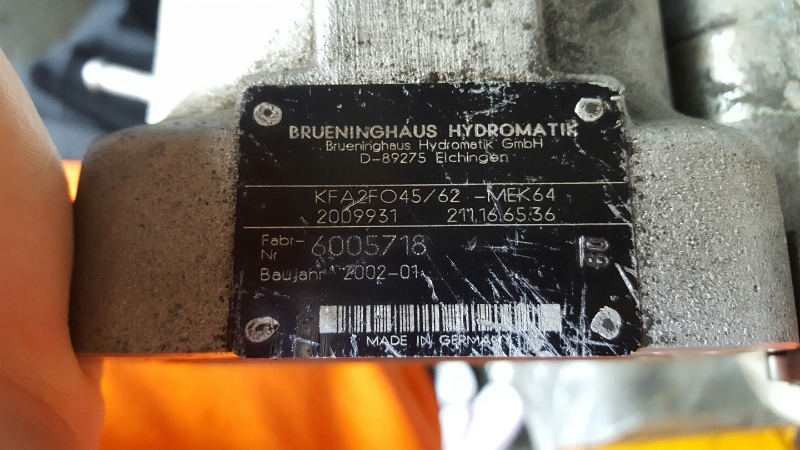 BRUENINGHAUS HYDROMATIK
Brueninghaus Hydromatik GmbH
D-89275 Elchingen
KFA2FO45/62 -MEK64
2009931 211.16.65.36
Fabr-
Nr 6005718
Baujahr 2002-01
MADE IN GERMANY